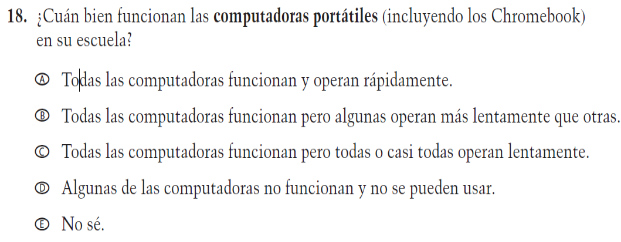 18. ¿Cuán bien funcionan las computadoras portátiles (incluyendo los Chromebook)
en su escuela?
A Todas las computadoras funcionan y operan rápidamente.
B Todas las computadoras funcionan pero algunas operan más lentamente que otras.
C Todas las computadoras funcionan pero todas o casi todas operan lentamente.
D Algunas de las computadoras no funcionan y no se pueden usar.
E No sé.